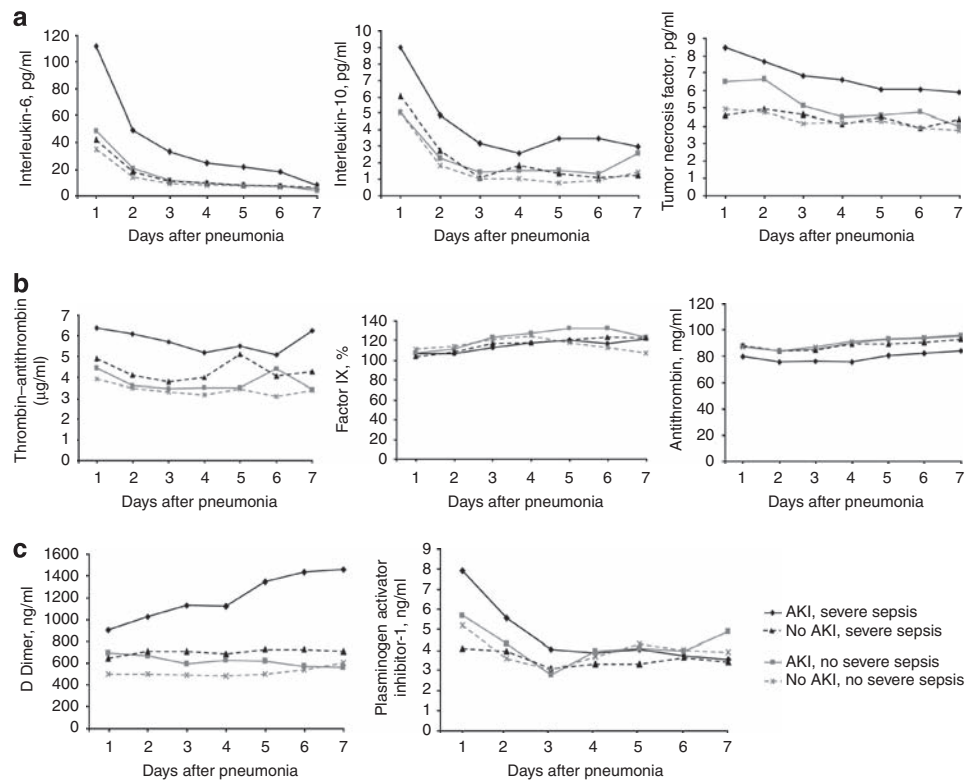 a
Interleukin-6, pg/ml
120
100
80
60
40
20
0
1 2 3 4 5 6 7
Days after pneumonia
Interleukin-10, pg/ml
10
9
8
7
6
5
4
3
2
1
0
1 2 3 4 5 6 7
Days after pneumonia
Tumor necrosis factor, pg/ml
9
8
7
6
5
4
3
2
1
0
1 2 3 4 5 6 7
Days after pneumonia
b
Thrombin–antithrombin
(µg/ml)
7
6
5
4
3
2
1
0
1 2 3 4 5 6 7
Days after pneumonia
Factor IX, %
140
120
100
80
60
40
20
0
1 2 3 4 5 6 7
Days after pneumonia
Antithrombin, mg/ml
120
100
80
60
40
20
0
1 2 3 4 5 6 7
Days after pneumonia
c
D Dimer, ng/ml
1600
1400
1200
1000
800
600
400
200
0
1 2 3 4 5 6 7
Days after pneumonia
Plasminogen activator
inhibitor-1, ng/ml
9
8
7
6
5
4
3
2
1
0
1 2 3 4 5 6 7
Days after pneumonia
AKI, severe sepsis
No AKI, severe sepsis
AKI, no severe sepsis
No AKI, no severe sepsis